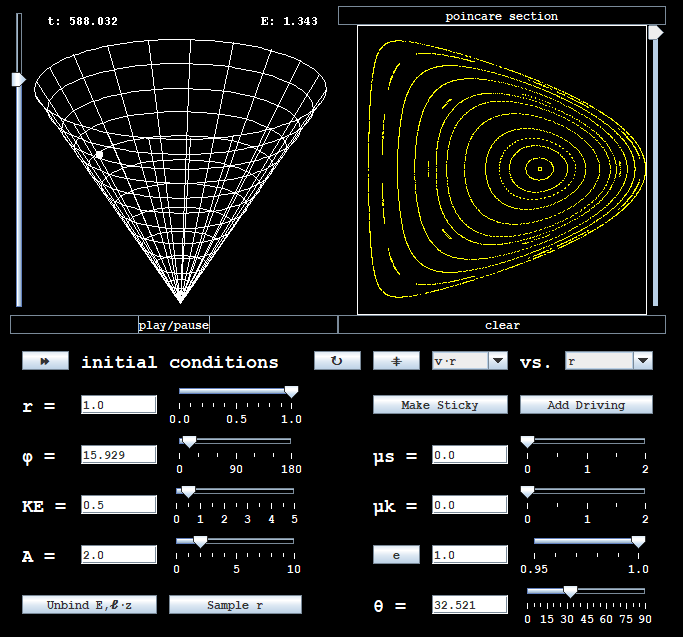 t: 588.032 E: 1.343
poincare section
play/pause clear
initial conditions ↻ v·r vs. r
r = 1.0 0.0 0.5 1.0 Make Sticky Add Driving
φ = 15.929 0 90 180 μs = 0.0 0 1 2
KE = 0.5 0 1 2 3 4 5 μk = 0.0 0 1 2
A = 2.0 0 5 10 e 1.0 0.95 1.0
Unbind E,ℓ·z Sample r θ = 32.521 0 15 30 45 60 75 90